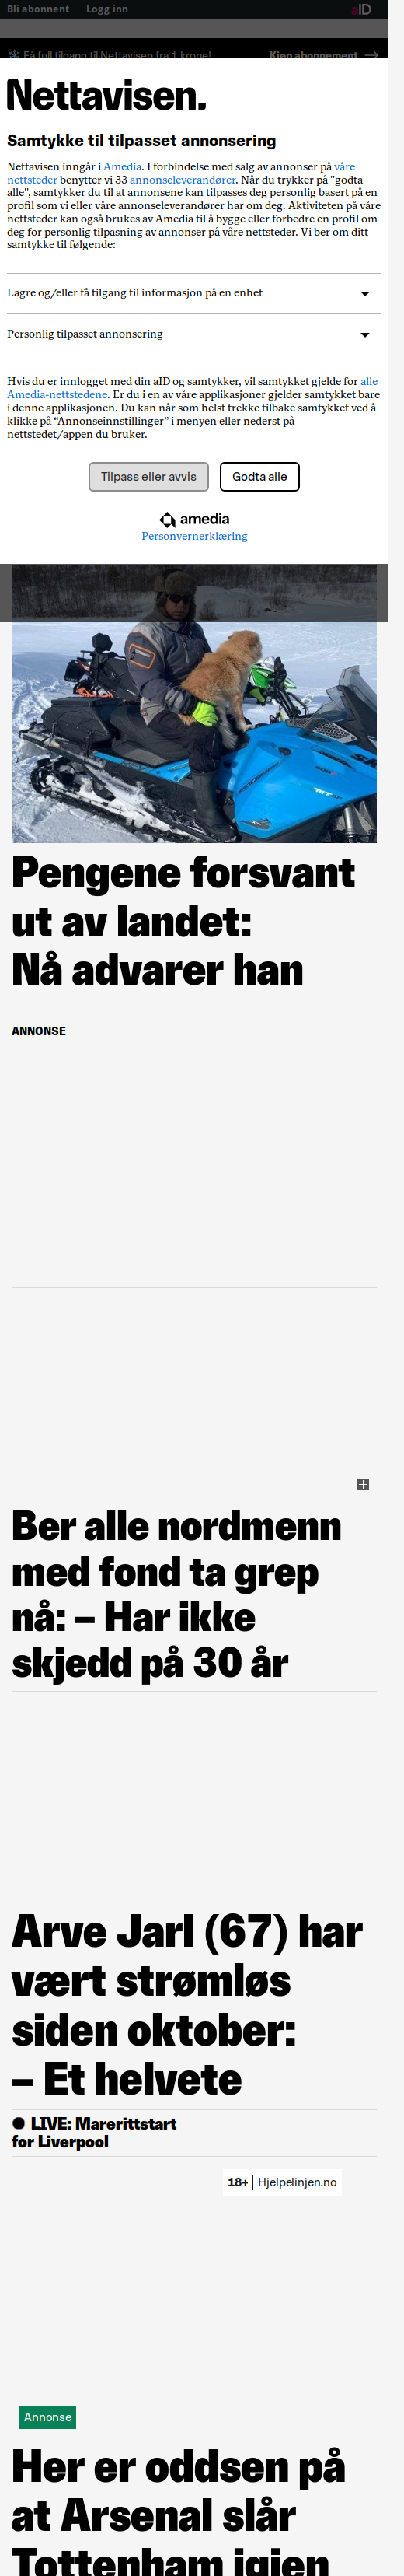 Bli abonnent | Logg inn
aID
Få full tilgang til Nettavisen fra 1 krone!
Kjøp abonnement
Nettavisen.
Samtykke til tilpasset annonsering
Nettavisen inngår i Amedia. I forbindelse med salg av annonser på våre
nettsteder benytter vi 33 annonseleverandører. Når du trykker på "godta
alle", samtykker du til at annonsene kan tilpasses deg personlig basert på en
profil som vi eller våre annonseleverandører har om deg. Aktiviteten på våre
nettsteder kan også brukes av Amedia til å bygge eller forbedre en profil om
deg for personlig tilpasning av annonser på våre nettsteder. Vi ber om ditt
samtykke til følgende:
Lagre og/eller få tilgang til informasjon på en enhet
Personlig tilpasset annonsering
Hvis du er innlogget med din aID og samtykker, vil samtykket gjelde for alle
Amedia-nettstedene. Er du i en av våre applikasjoner gjelder samtykket bare
i denne applikasjonen. Du kan når som helst trekke tilbake samtykket ved å
klikke på “Annonseinnstillinger” i menyen eller nederst på
nettstedet/appen du bruker.
Tilpass eller avvis
Godta alle
amedia
Personvernerklæring
Pengene forsvant
ut av landet:
Nå advarer han
ANNONSE
Ber alle nordmenn
med fond ta grep
nå: – Har ikke
skjedd på 30 år
Arve Jarl (67) har
vært strømløs
siden oktober:
– Et helvete
LIVE: Marerittstart
for Liverpool
18+ | Hjelpelinjen.no
Annonse
Her er oddsen på
at Arsenal slår
Tottenham igjen